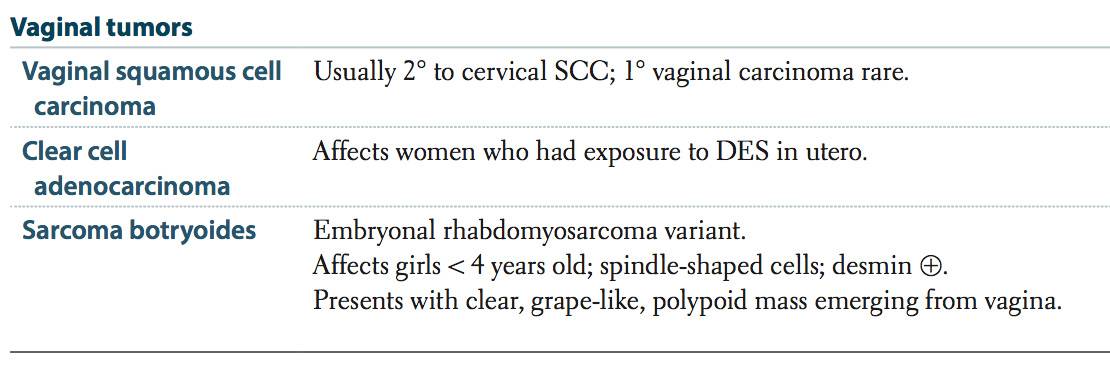 Vaginal tumors
Vaginal squamous cell
carcinoma
Usually 2° to cervical SCC; 1° vaginal carcinoma rare.
Clear cell
adenocarcinoma
Affects women who had exposure to DES in utero.
Sarcoma botryoides
Embryonal rhabdomyosarcoma variant.
Affects girls < 4 years old; spindle-shaped cells; desmin ⊕.
Presents with clear, grape-like, polypoid mass emerging from vagina.